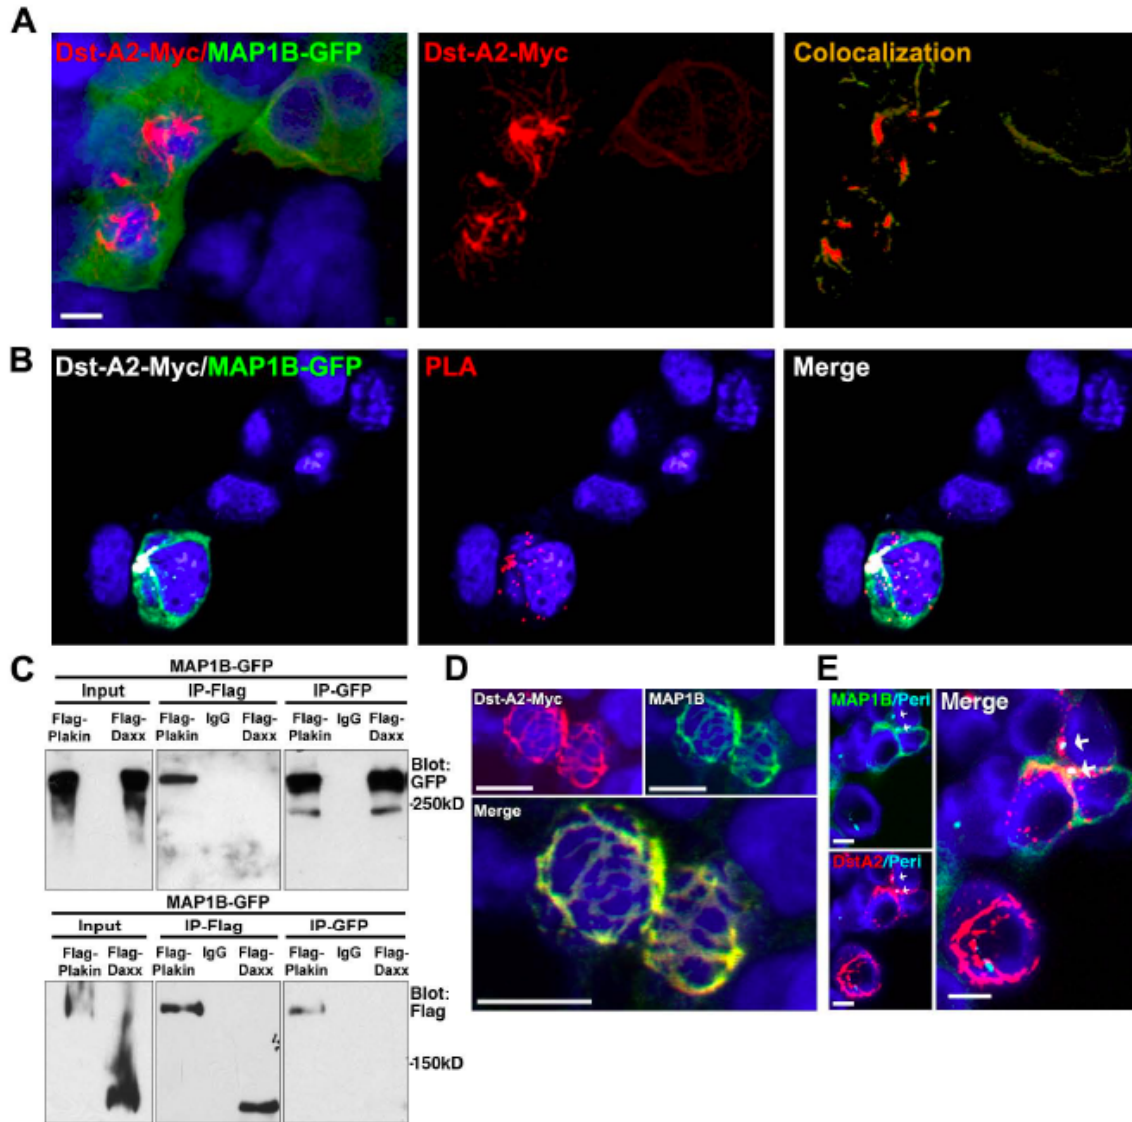 A
Dst-A2-Myc/MAP1B-GFP
Dst-A2-Myc
Colocalization
B
Dst-A2-Myc/MAP1B-GFP
PLA
Merge
C
MAP1B-GFP
Input IP-Flag IP-GFP
Flag- Flag- Flag- IgG Flag- Flag- IgG Flag-
Plakin Daxx Plakin Daxx Plakin Daxx
Blot:
GFP
-250kD
MAP1B-GFP
Input IP-Flag IP-GFP
Flag- Flag- Flag- IgG Flag- Flag- IgG Flag-
Plakin Daxx Plakin Daxx Plakin Daxx
Blot:
Flag
-150kD
D
Dst-A2-Myc
MAP1B
Merge
E
MAP1B/Peri
DstA2/Peri
Merge